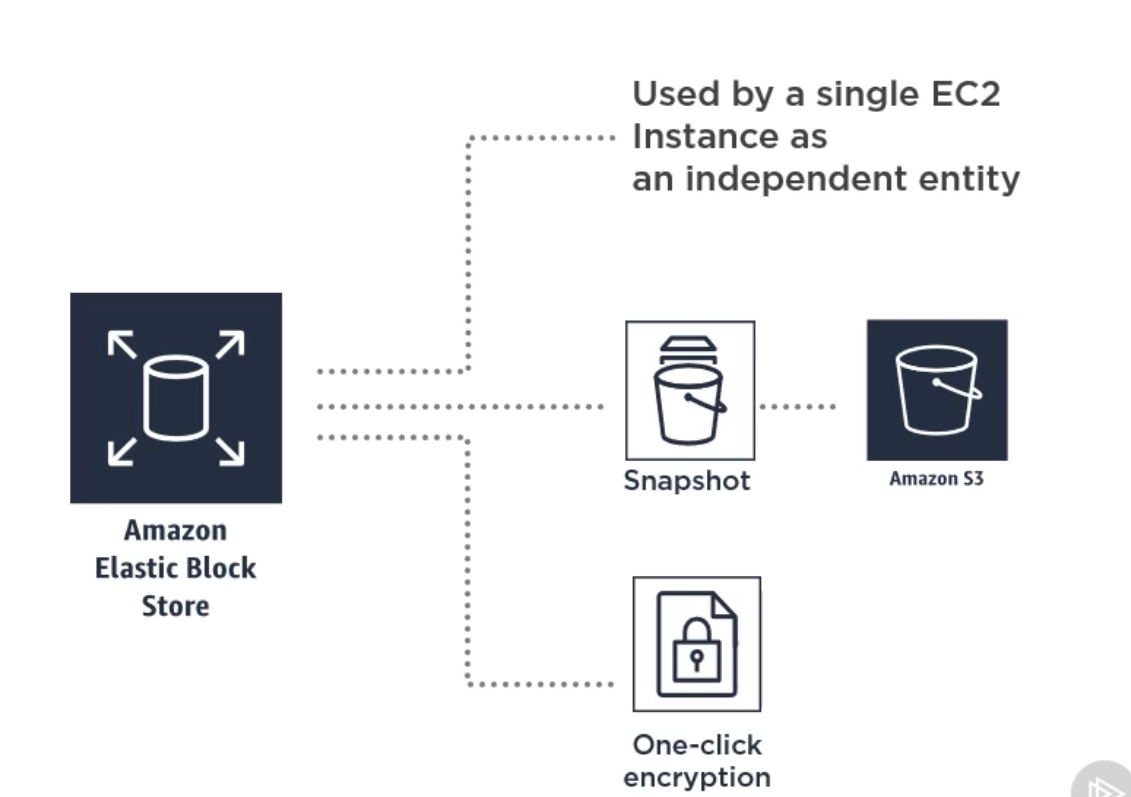 Used by a single EC2
Instance as
an independent entity
Amazon
Elastic Block
Store
Snapshot
Amazon S3
One-click
encryption